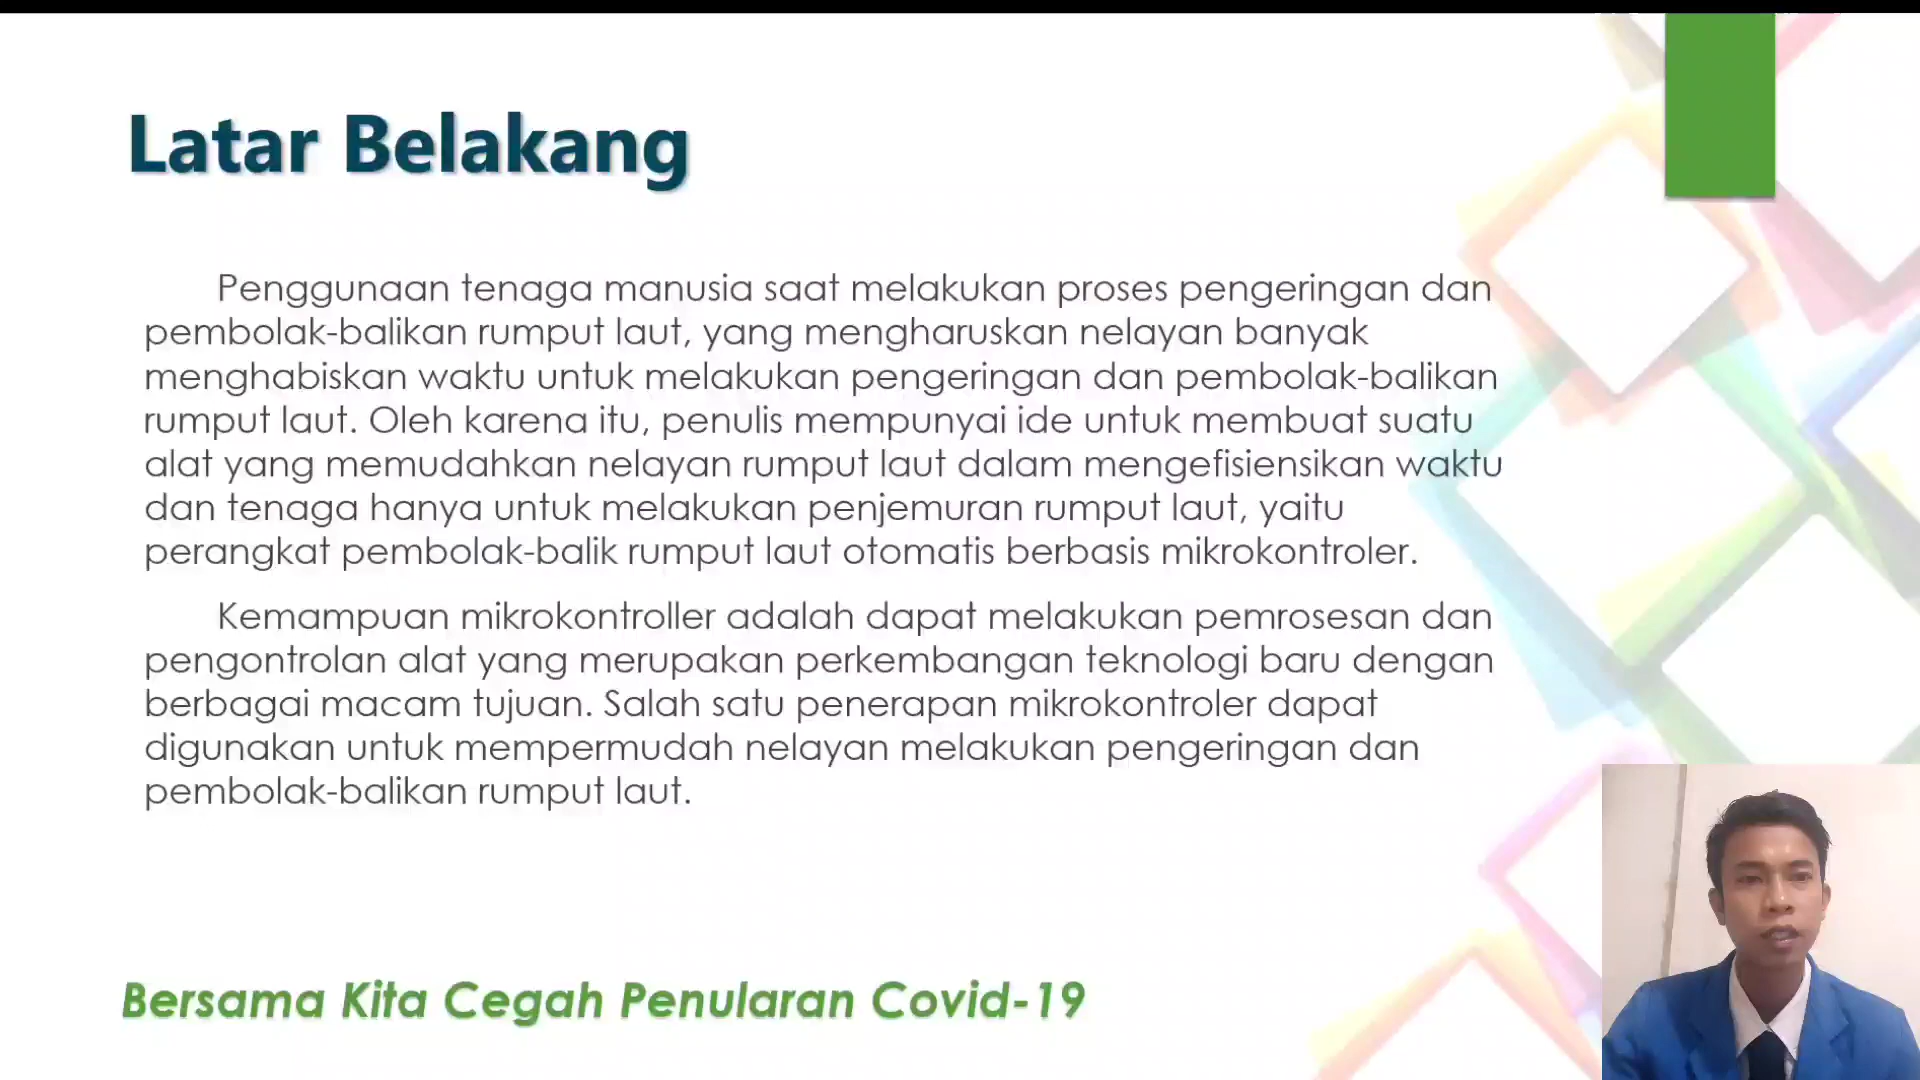 Latar Belakang
Penggunaan tenaga manusia saat melakukan proses pengeringan dan
pembolak-balikan rumput laut, yang mengharuskan nelayan banyak
menghabiskan waktu untuk melakukan pengeringan dan pembolak-balikan
rumput laut. Oleh karena itu, penulis mempunyai ide untuk membuat suatu
alat yang memudahkan nelayan rumput laut dalam mengefisiensikan waktu
dan tenaga hanya untuk melakukan penjemuran rumput laut, yaitu
perangkat pembolak-balik rumput laut otomatis berbasis mikrokontroler.
Kemampuan mikrokontroller adalah dapat melakukan pemrosesan dan
pengontrolan alat yang merupakan perkembangan teknologi baru dengan
berbagai macam tujuan. Salah satu penerapan mikrokontroler dapat
digunakan untuk mempermudah nelayan melakukan pengeringan dan
pembolak-balikan rumput laut.
Bersama Kita Cegah Penularan Covid-19